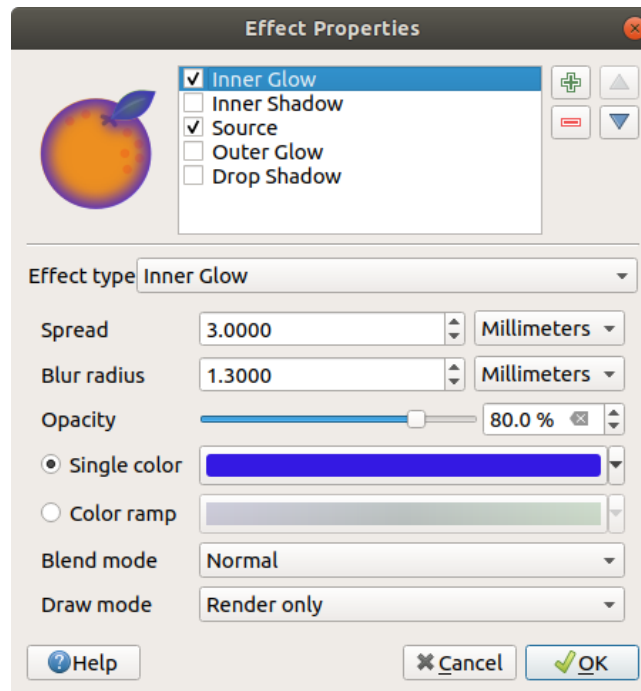 Effect Properties
Inner Glow
Inner Shadow
Source
Outer Glow
Drop Shadow
Effect type Inner Glow
Spread 3.0000 Millimeters
Blur radius 1.3000 Millimeters
Opacity 80.0 %
Single color
Color ramp
Blend mode Normal
Draw mode Render only
Help Cancel OK